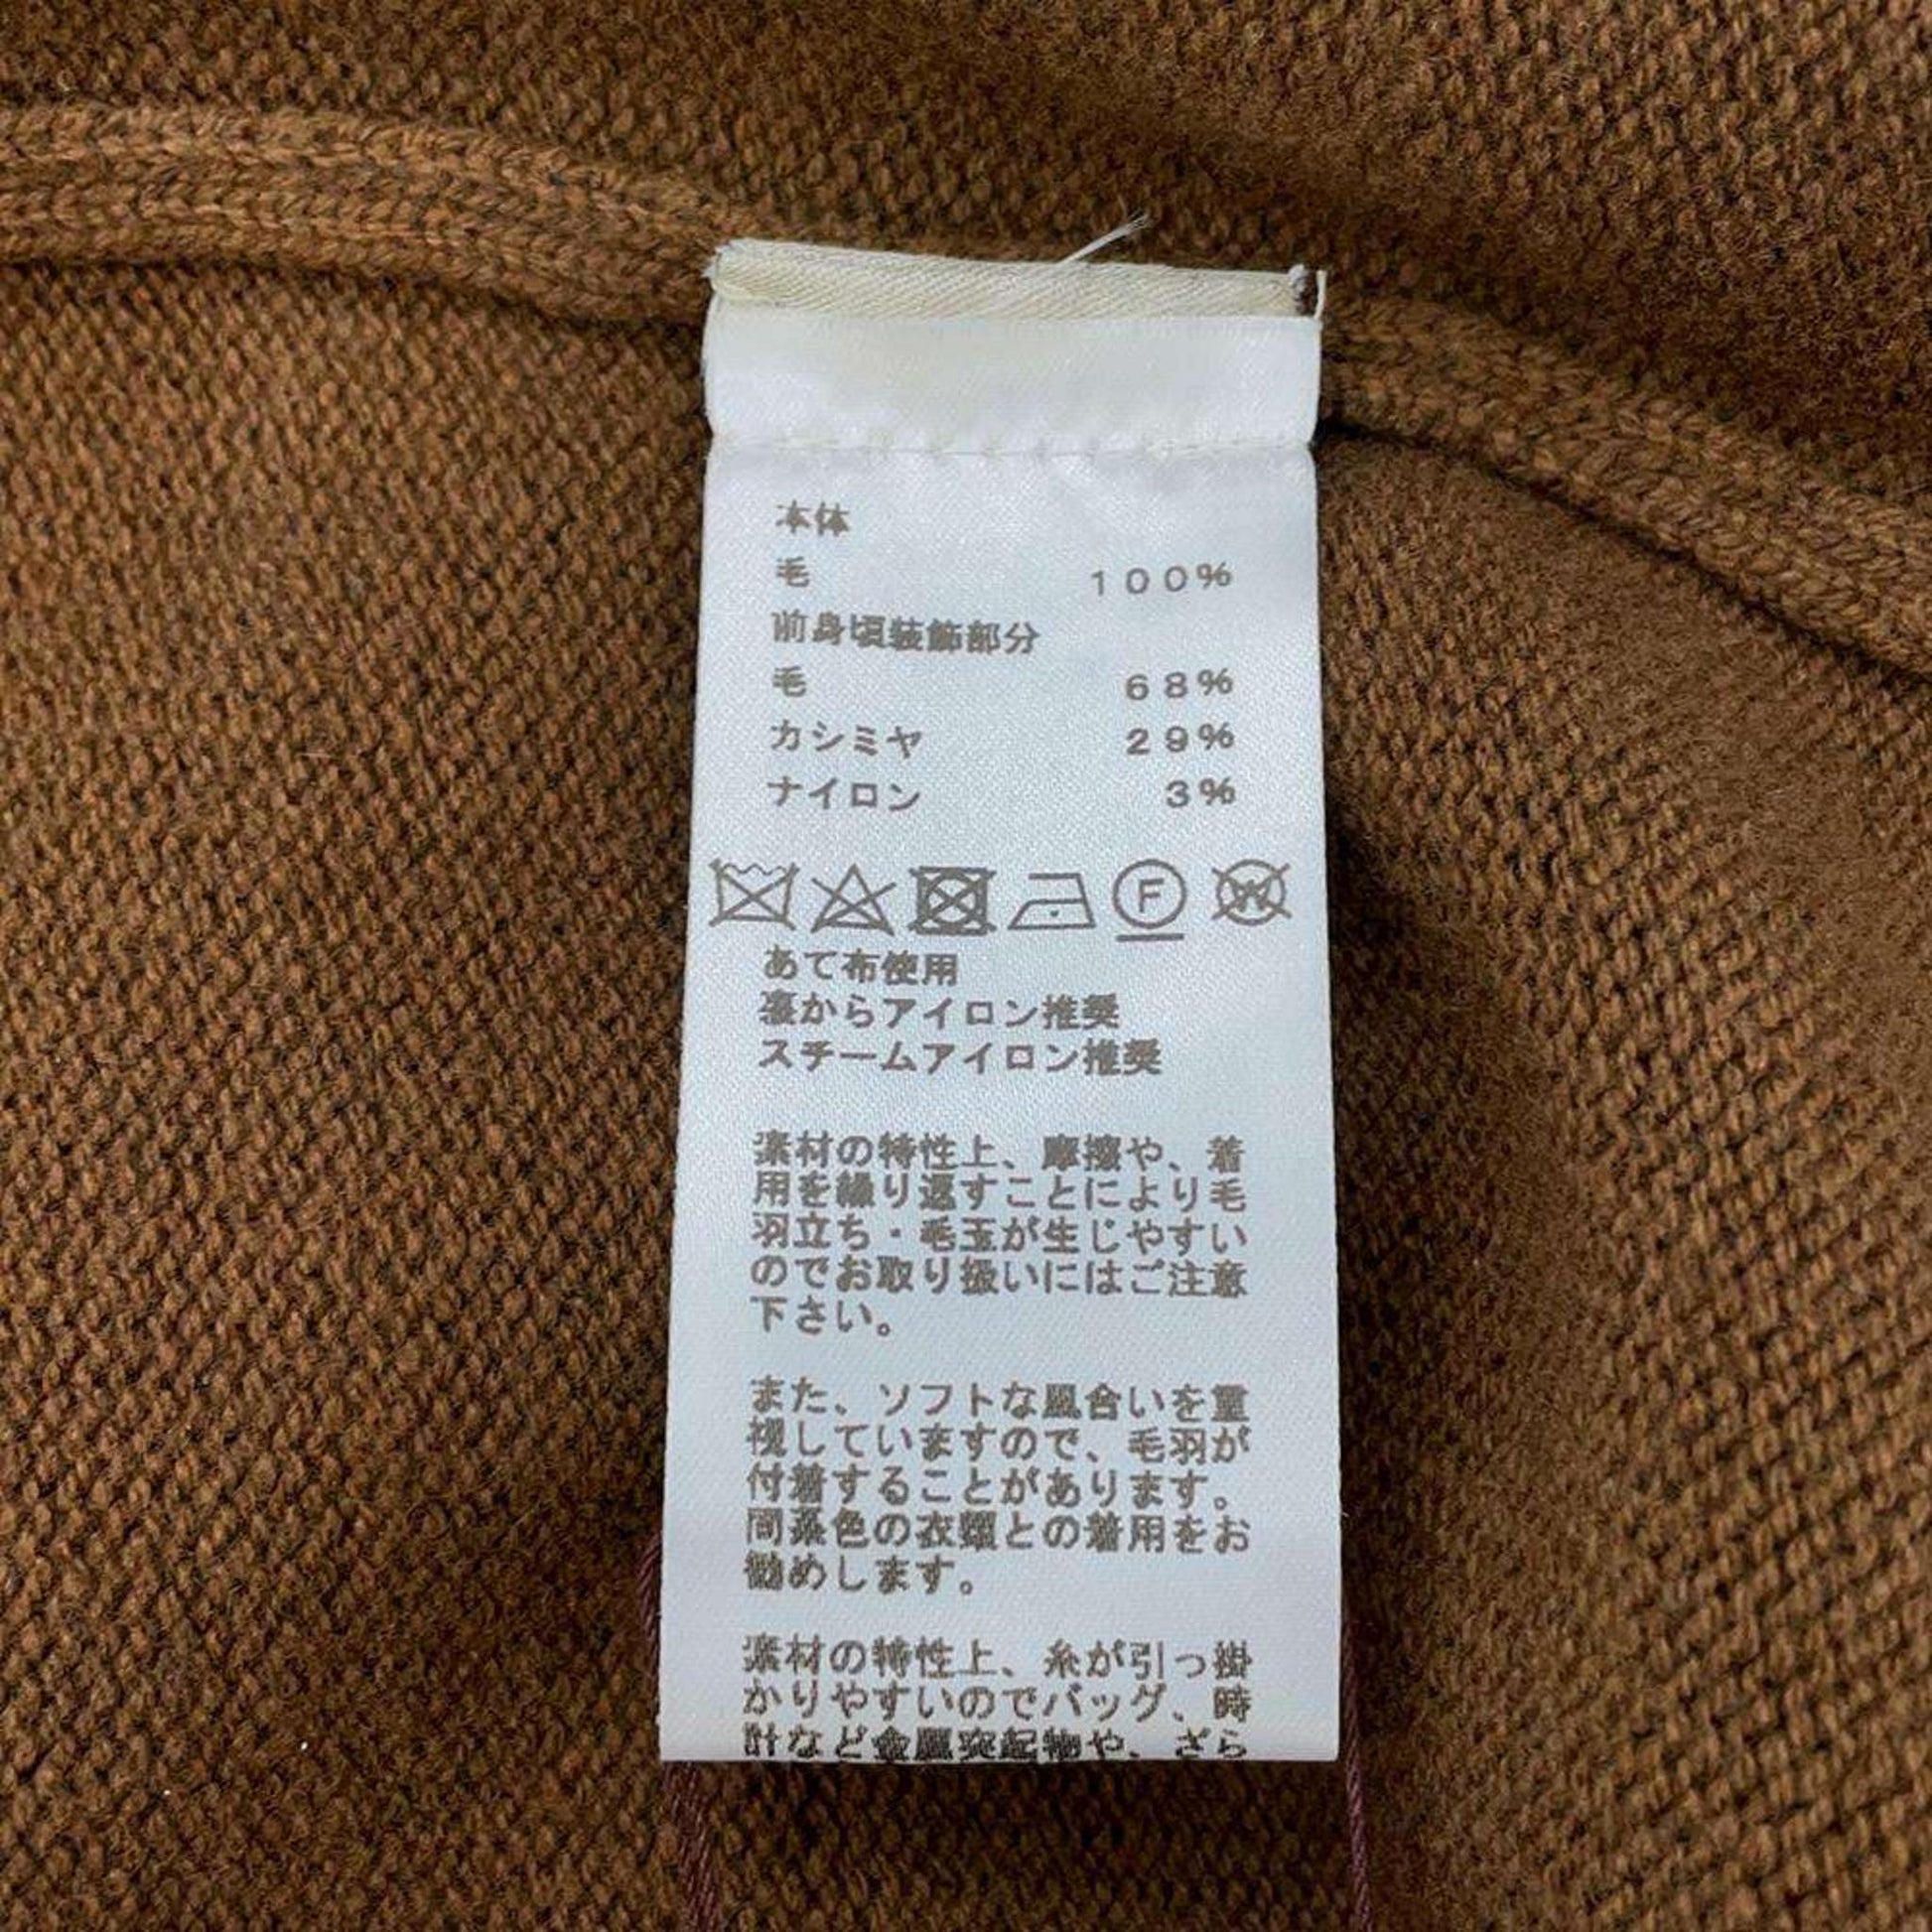 本体
毛 100%
前身頃装飾部分
毛 68%
カシミヤ 29%
ナイロン 3%
F W
あて布使用
裏からアイロン推奨
スチームアイロン推奨
素材の特性上、摩擦や、着
用を繰り返すことにより毛
羽立ち・毛玉が生じやすい
のでお取り扱いにはご注意
下さい。
また、ソフトな風合いを重
視していますので、毛羽が
付着することがあります。
同系色の衣類との着用をお
勧めします。
素材の特性上、糸が引っ掛
かりやすいのでバッグ、時
計など金属突起物や、ざら